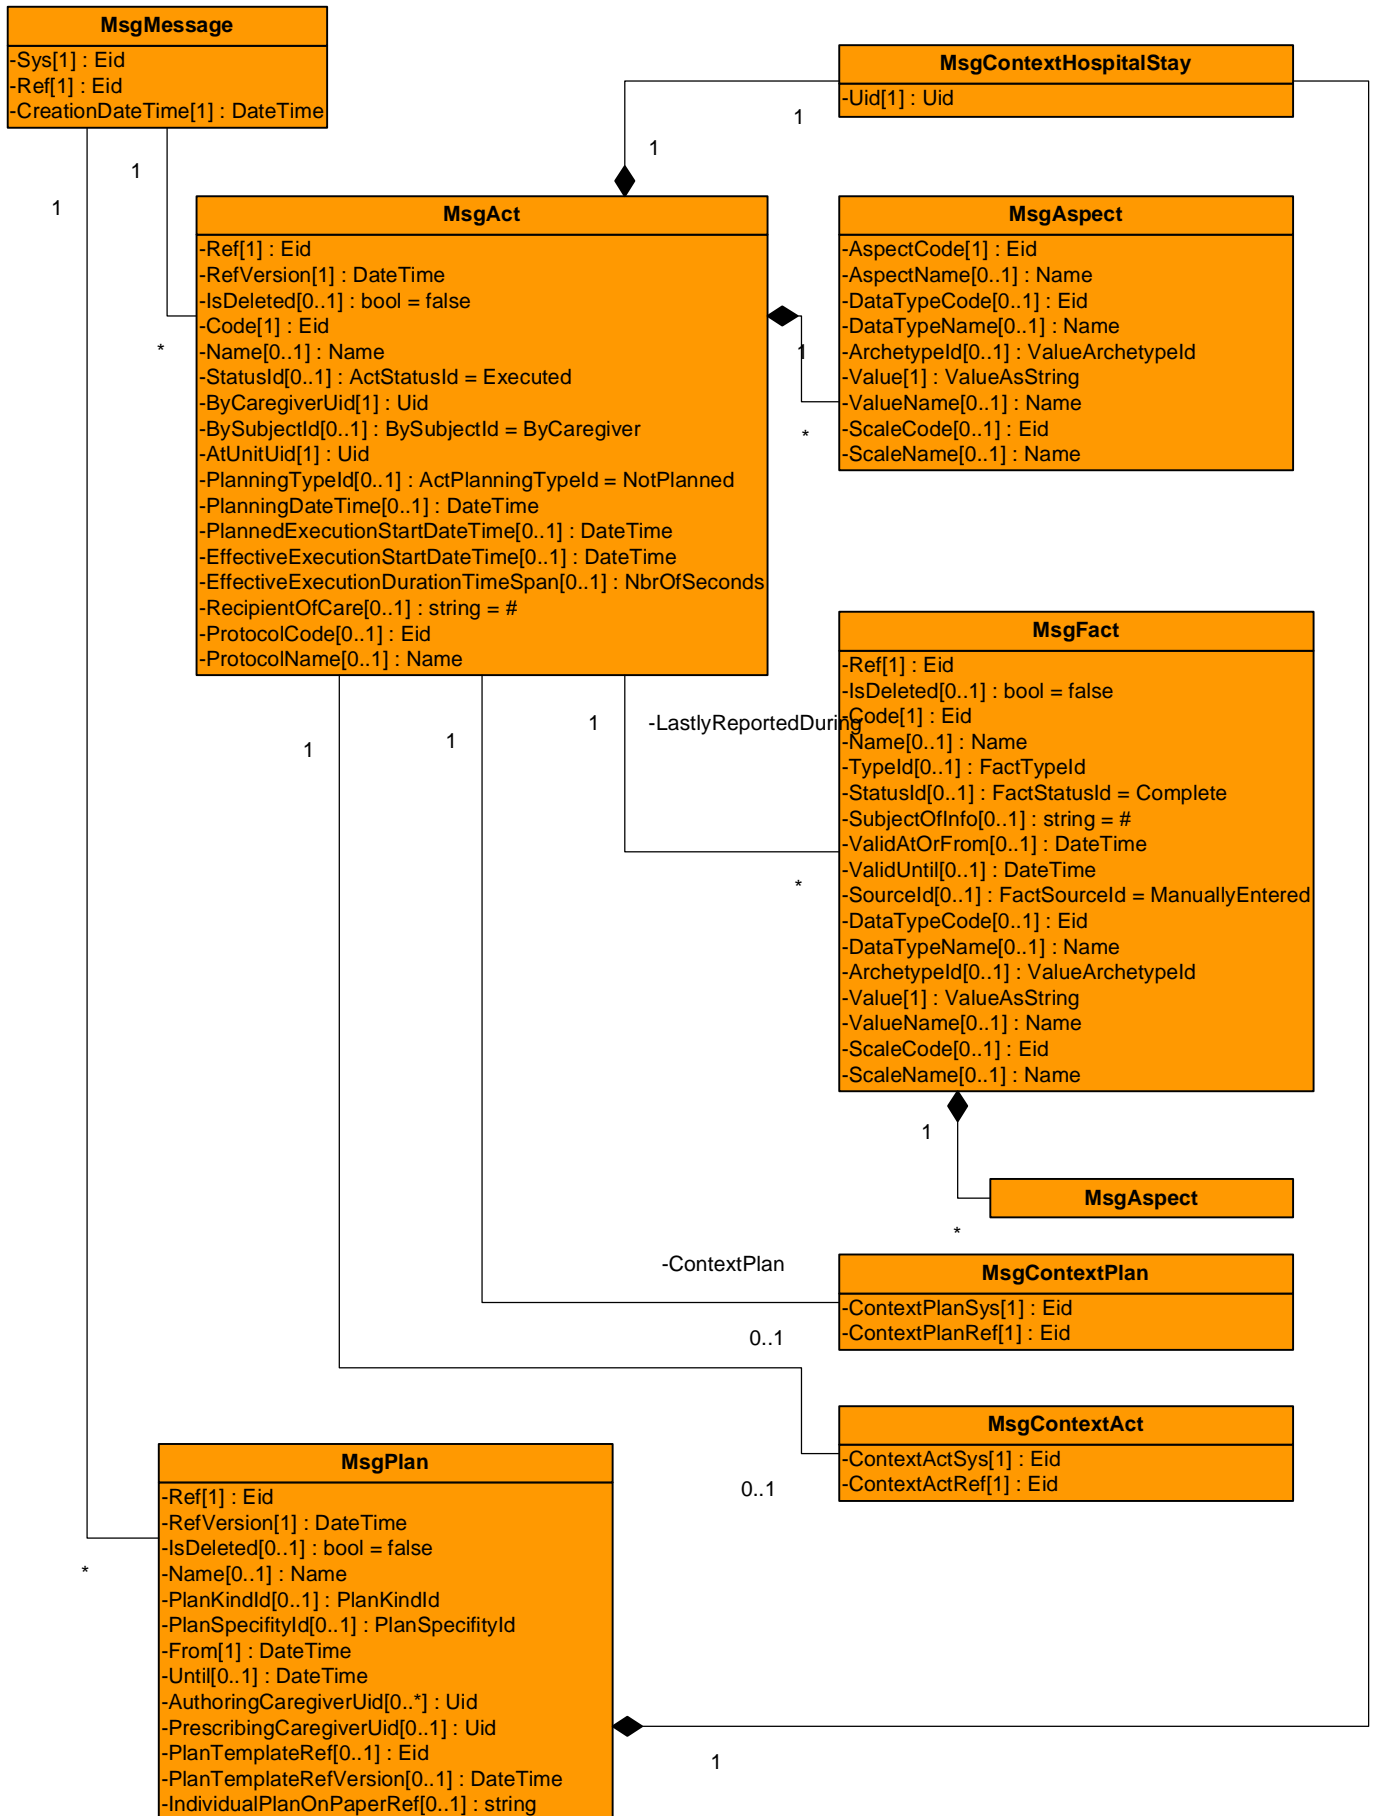 MsgMessage
-Sys[1] : Eid
-Ref[1] : Eid
-CreationDateTime[1] : DateTime
MsgContextHospitalStay
-Uid[1] : Uid
1
1
1
1
MsgAct
-Ref[1] : Eid
-RefVersion[1] : DateTime
-IsDeleted[0..1] : bool = false
-Code[1] : Eid
-Name[0..1] : Name
-StatusId[0..1] : ActStatusId = Executed
-ByCaregiverUid[1] : Uid
-BySubjectId[0..1] : BySubjectId = ByCaregiver
-AtUnitUid[1] : Uid
-PlanningTypeId[0..1] : ActPlanningTypeId = NotPlanned
-PlanningDateTime[0..1] : DateTime
-PlannedExecutionStartDateTime[0..1] : DateTime
-EffectiveExecutionStartDateTime[0..1] : DateTime
-EffectiveExecutionDurationTimeSpan[0..1] : NbrOfSeconds
-RecipientOfCare[0..1] : string = #
-ProtocolCode[0..1] : Eid
-ProtocolName[0..1] : Name
*
1
*
MsgAspect
-AspectCode[1] : Eid
-AspectName[0..1] : Name
-DataTypeCode[0..1] : Eid
-DataTypeName[0..1] : Name
-ArchetypeId[0..1] : ValueArchetypeId
-Value[1] : ValueAsString
-ValueName[0..1] : Name
-ScaleCode[0..1] : Eid
-ScaleName[0..1] : Name
1
1
1
-LastlyReportedDuring
*
MsgFact
-Ref[1] : Eid
-IsDeleted[0..1] : bool = false
-Code[1] : Eid
-Name[0..1] : Name
-TypeId[0..1] : FactTypeId
-StatusId[0..1] : FactStatusId = Complete
-SubjectOfInfo[0..1] : string = #
-ValidAtOrFrom[0..1] : DateTime
-ValidUntil[0..1] : DateTime
-SourceId[0..1] : FactSourceId = ManuallyEntered
-DataTypeCode[0..1] : Eid
-DataTypeName[0..1] : Name
-ArchetypeId[0..1] : ValueArchetypeId
-Value[1] : ValueAsString
-ValueName[0..1] : Name
-ScaleCode[0..1] : Eid
-ScaleName[0..1] : Name
1
MsgAspect
*
-ContextPlan
0..1
MsgContextPlan
-ContextPlanSys[1] : Eid
-ContextPlanRef[1] : Eid
0..1
MsgContextAct
-ContextActSys[1] : Eid
-ContextActRef[1] : Eid
*
MsgPlan
-Ref[1] : Eid
-RefVersion[1] : DateTime
-IsDeleted[0..1] : bool = false
-Name[0..1] : Name
-PlanKindId[0..1] : PlanKindId
-PlanSpecifityId[0..1] : PlanSpecifityId
-From[1] : DateTime
-Until[0..1] : DateTime
-AuthoringCaregiverUid[0..*] : Uid
-PrescribingCaregiverUid[0..1] : Uid
-PlanTemplateRef[0..1] : Eid
-PlanTemplateRefVersion[0..1] : DateTime
-IndividualPlanOnPaperRef[0..1] : string
1